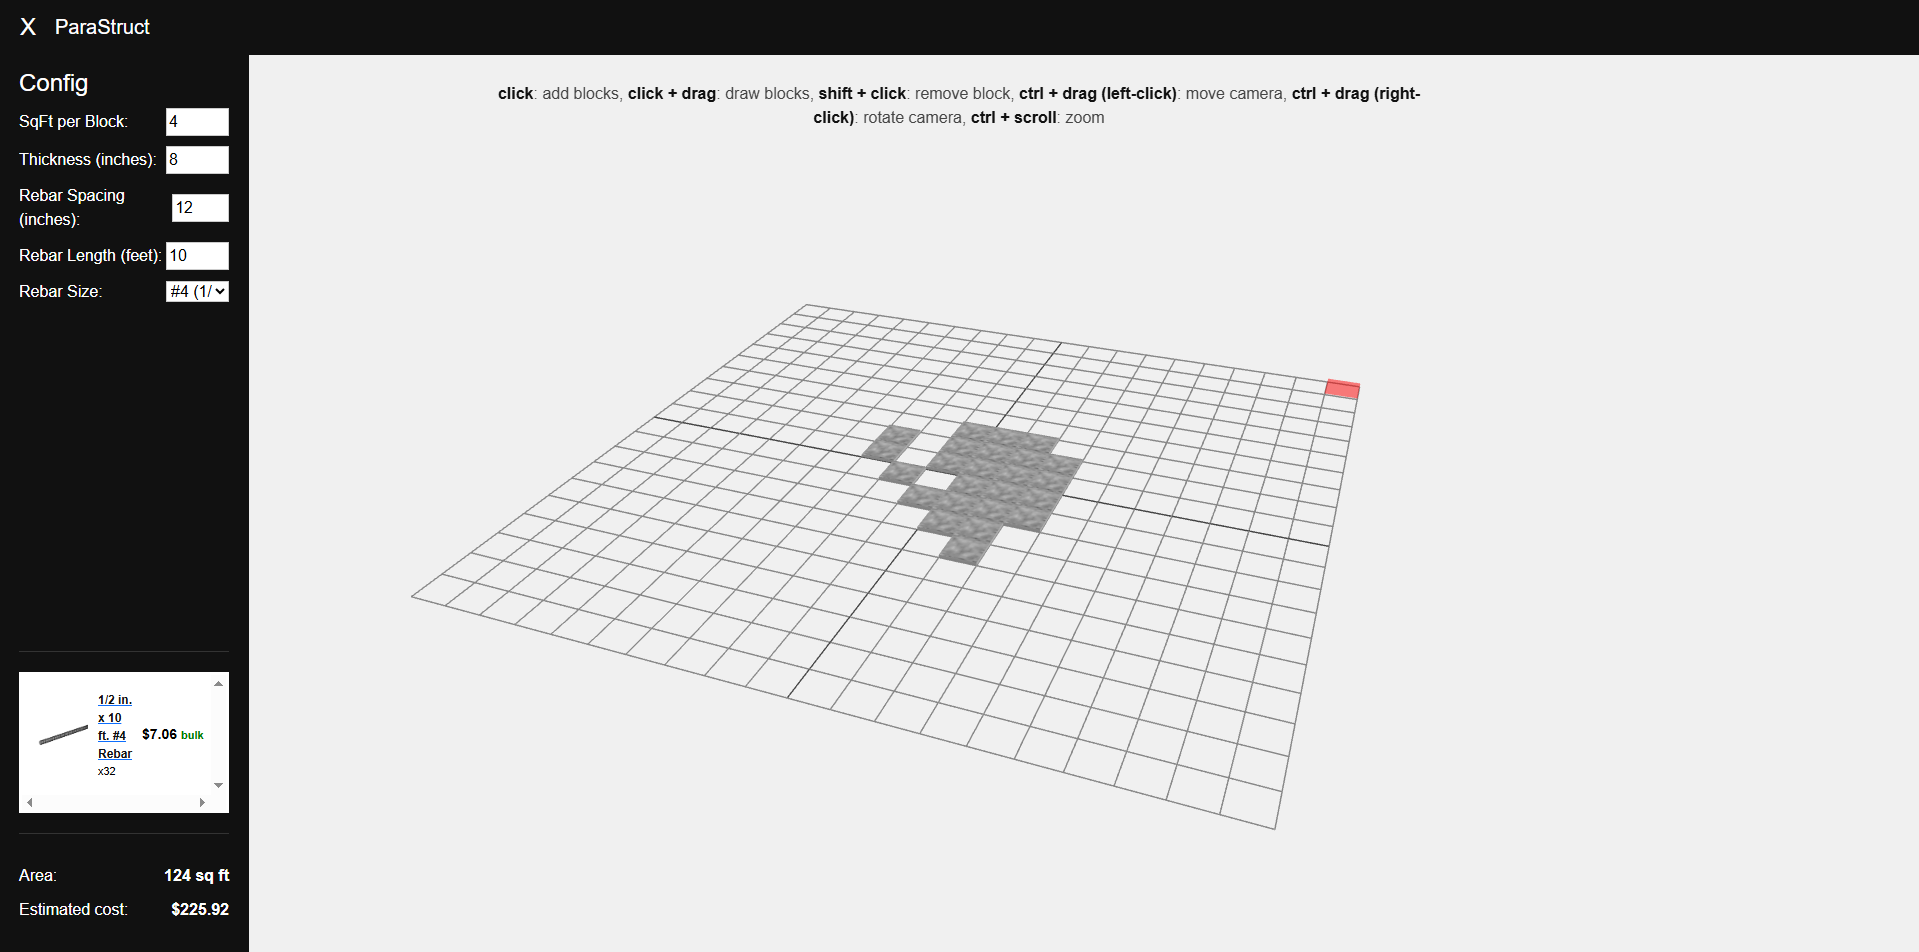 X ParaStruct
Config
SqFt per Block: 4
Thickness (inches): 8
Rebar Spacing
(inches): 12
Rebar Length (feet): 10
Rebar Size: #4 (1/
click: add blocks, click + drag: draw blocks, shift + click: remove block, ctrl + drag (left-click): move camera, ctrl + drag (right-
click): rotate camera, ctrl + scroll: zoom
1/2 in.
x 10
ft. #4
Rebar
x32
$7.06 bulk
Area: 124 sq ft
Estimated cost: $225.92